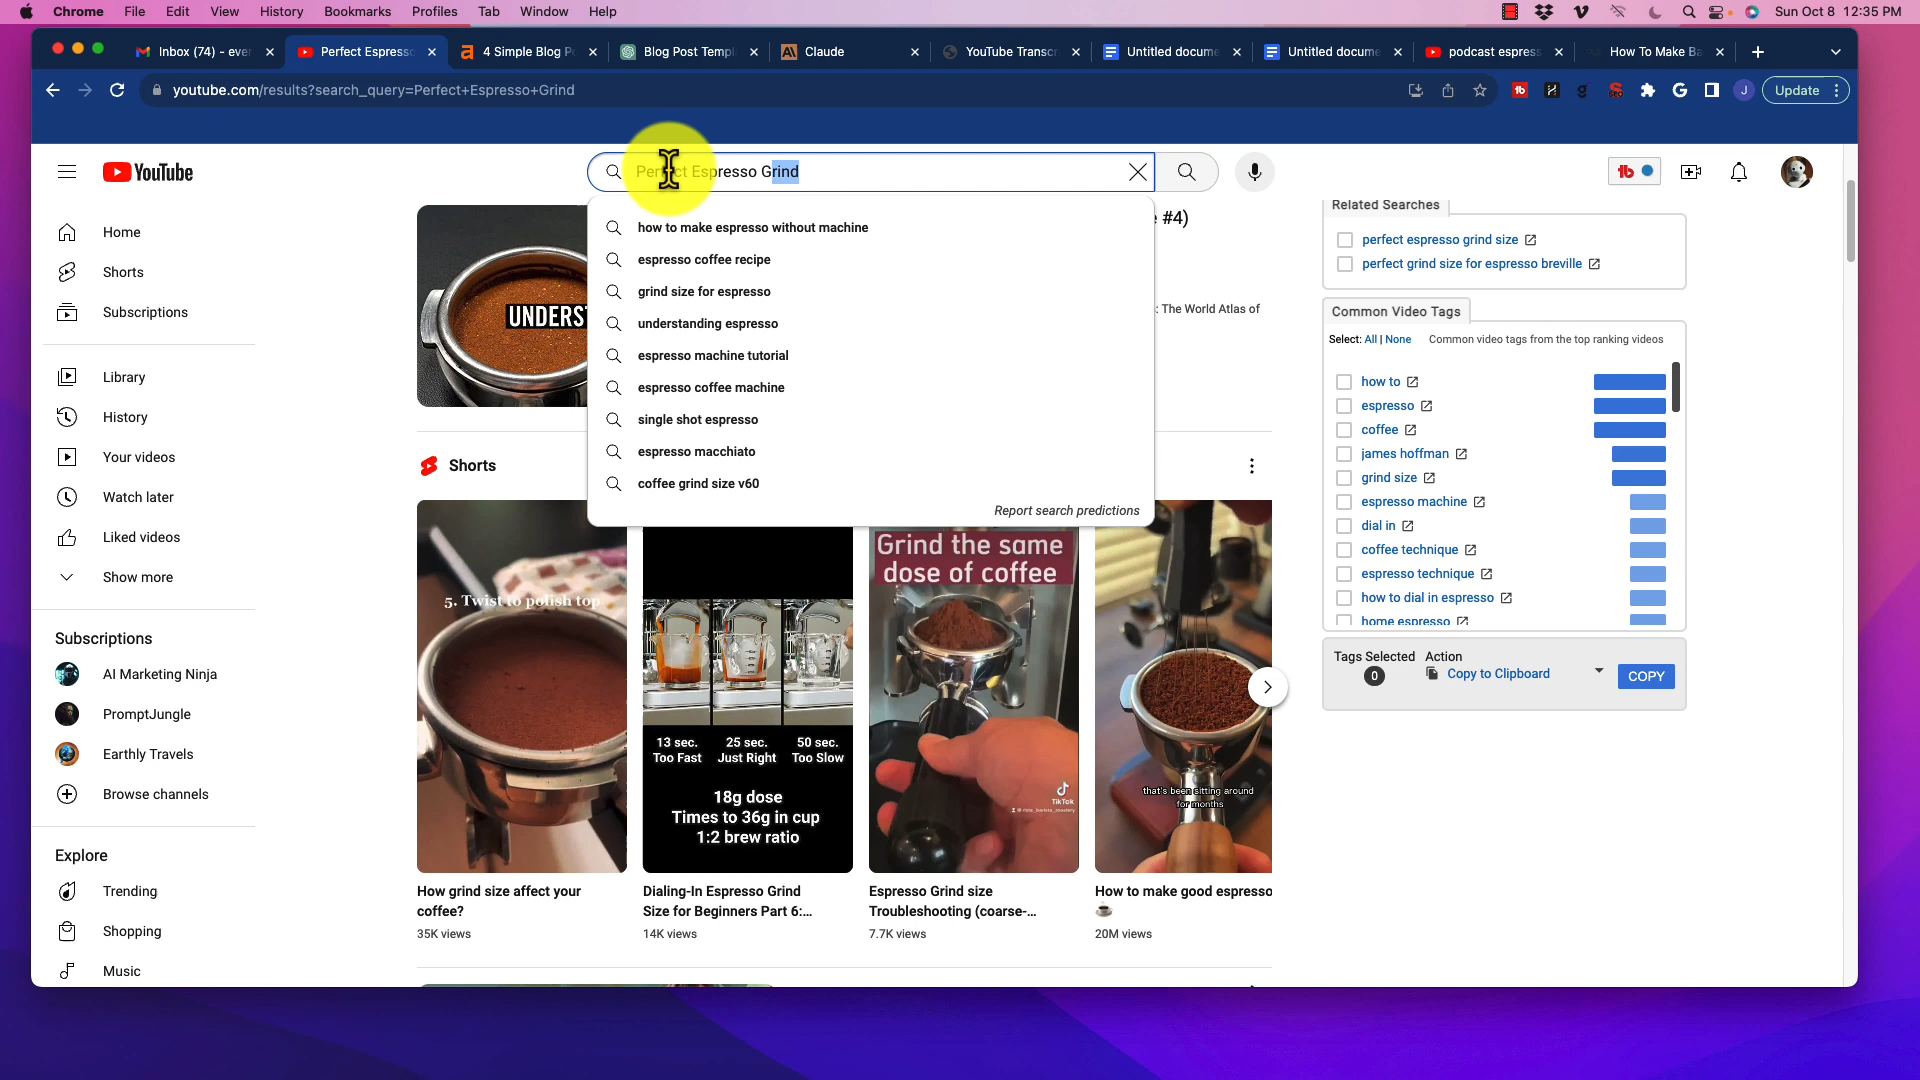 Chrome File Edit View History Bookmarks Profiles Tab Window Help Sun Oct 8 12:35 PM
Inbox (74) - ever Perfect Espresso 4 Simple Blog Po Blog Post Templ Claude YouTube Transcr Untitled docume Untitled docume podcast espress How To Make Ba
youtube.com/results?search_query=Perfect+Espresso+Grind
Update
YouTube
Perfect Espresso Grind
Home
Shorts
Subscriptions
Library
History
Your videos
Watch later
Liked videos
Show more
Subscriptions
AI Marketing Ninja
PromptJungle
Earthly Travels
Browse channels
Explore
Trending
Shopping
Music
how to make espresso without machine
espresso coffee recipe
grind size for espresso
understanding espresso
espresso machine tutorial
espresso coffee machine
single shot espresso
espresso macchiato
coffee grind size v60
Report search predictions
UNDERST
#4)
: The World Atlas of
Shorts
5. Twist to polish top
13 sec. 25 sec. 50 sec.
Too Fast Just Right Too Slow
18g dose
Times to 36g in cup
1:2 brew ratio
Grind the same
dose of coffee
TikTok
that's been sitting around
for months
How grind size affect your
coffee?
35K views
Dialing-In Espresso Grind
Size for Beginners Part 6:...
14K views
Espresso Grind size
Troubleshooting (coarse-...
7.7K views
How to make good espresso
20M views
Related Searches
perfect espresso grind size
perfect grind size for espresso breville
Common Video Tags
Select: All | None Common video tags from the top ranking videos
how to
espresso
coffee
james hoffman
grind size
espresso machine
dial in
coffee technique
espresso technique
how to dial in espresso
home espresso
Tags Selected Action
0 Copy to Clipboard COPY